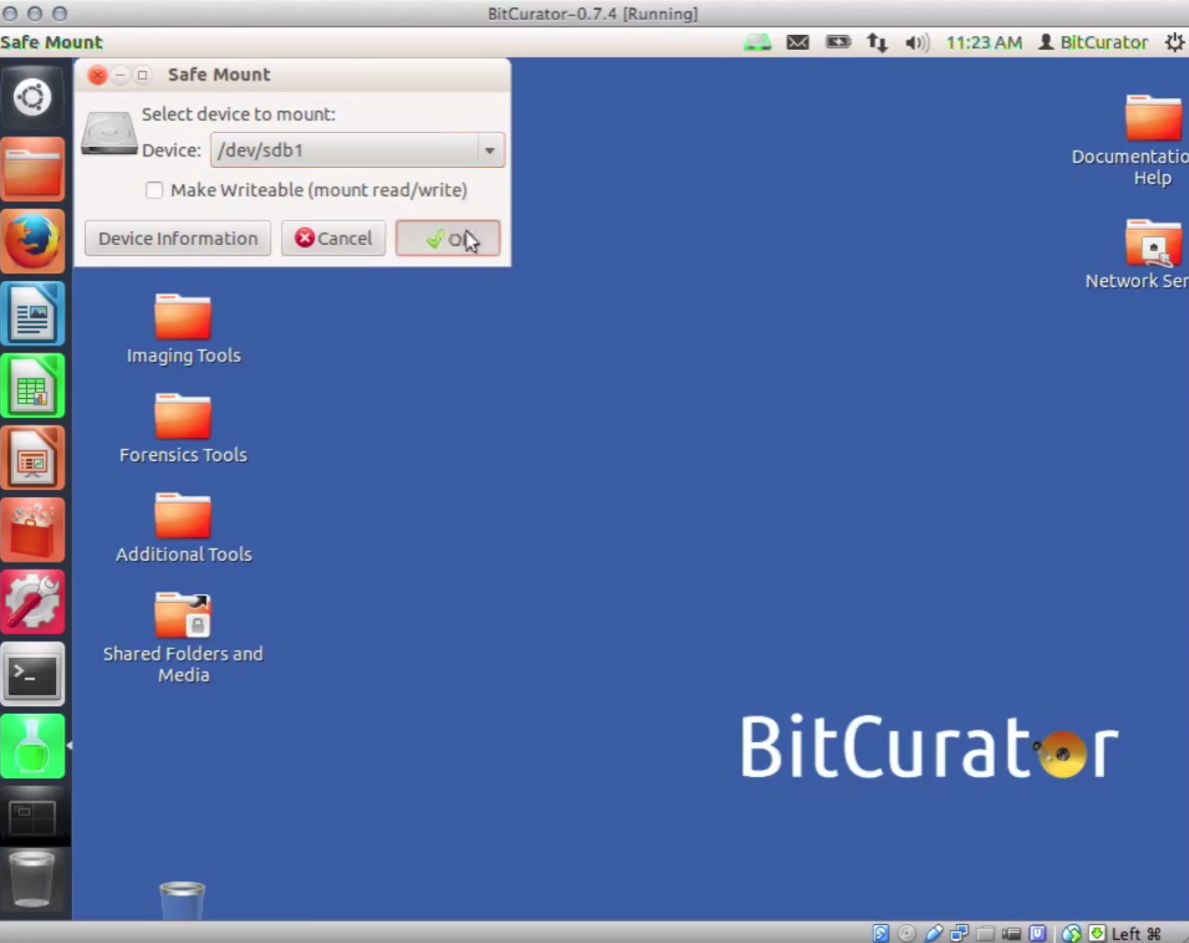 BitCurator-0.7.4 [Running]
Safe Mount
11:23 AM BitCurator
Safe Mount
Select device to mount:
Device: /dev/sdb1
Make Writeable (mount read/write)
Device Information
Cancel
Documentatio
Help
Network Ser
Imaging Tools
Forensics Tools
Additional Tools
Shared Folders and
Media
BitCurator
Left ⌘